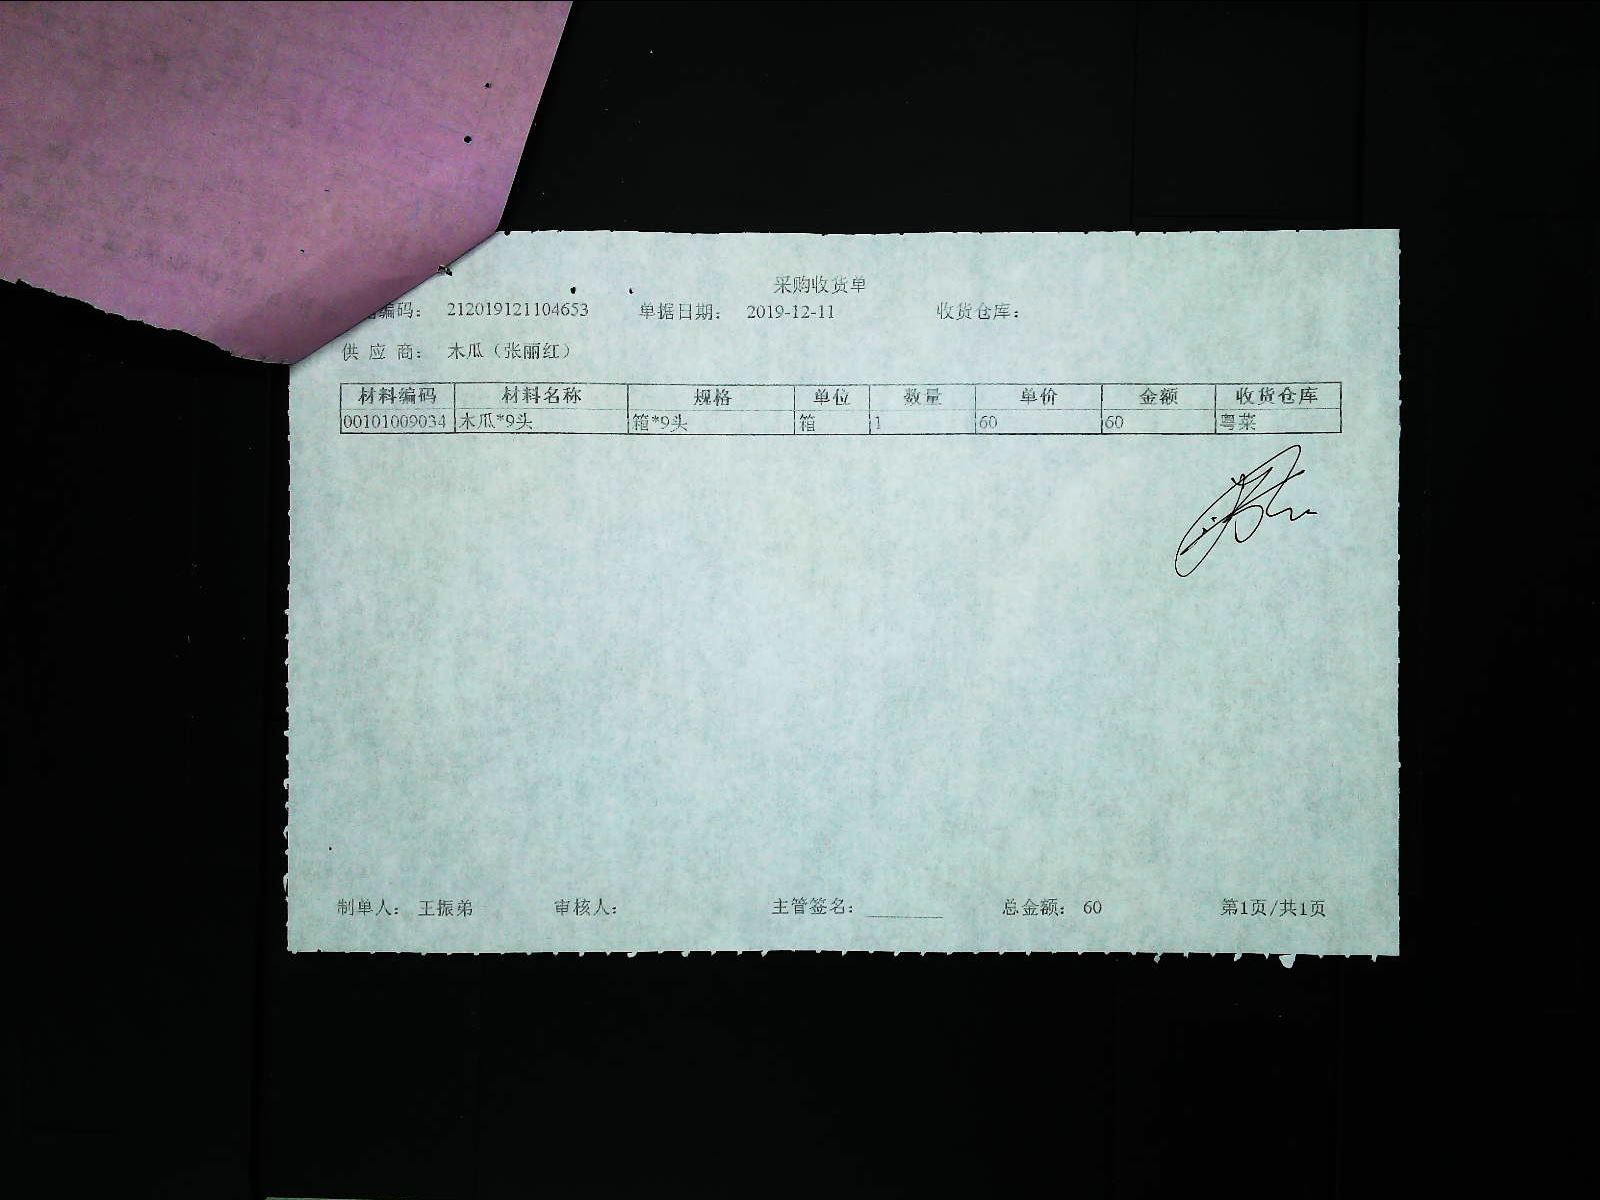 采购收货单
编码： 212019121104653 单据日期： 2019-12-11 收货仓库：
供 应 商： 木瓜（张丽红）
材料编码 材料名称 规格 单位 数量 单价 金额 收货仓库
00101009034 木瓜*9头 箱*9头 箱 1 60 60 粤菜
制单人： 王振弟 审核人： 主管签名： 总金额： 60 第1页/共1页